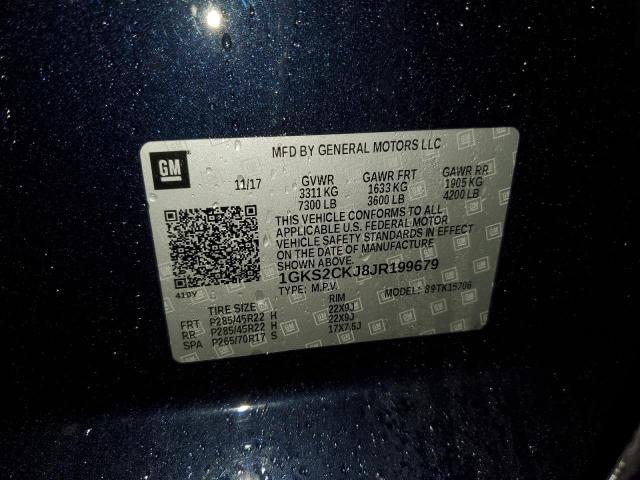 GM
MFD BY GENERAL MOTORS LLC
11/17 GVWR GAWR FRT GAWR RR
3311 KG 1633 KG 1905 KG
7300 LB 3600 LB 4200 LB
THIS VEHICLE CONFORMS TO ALL
APPLICABLE U.S. FEDERAL MOTOR
VEHICLE SAFETY STANDARDS IN EFFECT
ON THE DATE OF MANUFACTURE
SHOWN ABOVE.
1GKS2CKJ8JR199679
TYPE: M.P.V. MODEL: 89TK15706
410Y
TIRE SIZE RIM
FRT P285/45R22 H 22X9J
RR P285/45R22 H 22X9J
SPA P265/70R17 S 17X7.5J